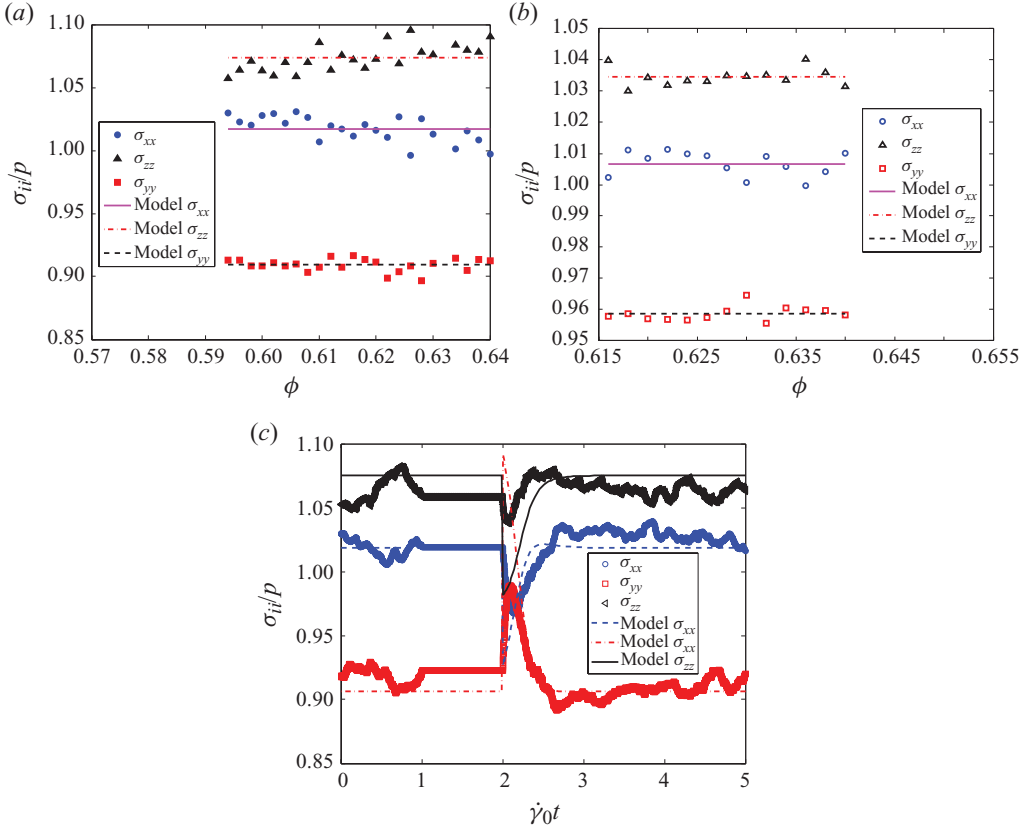 (a)
1.10
1.05
1.00
0.95
0.90
0.85
σii/p
σxx
σzz
σyy
Model σxx
Model σzz
Model σyy
0.57 0.58 0.59 0.60 0.61 0.62 0.63 0.64
ϕ
(b)
1.05
1.04
1.03
1.02
1.01
1.00
0.99
0.98
0.97
0.96
0.95
σii/p
σxx
σzz
σyy
Model σxx
Model σzz
Model σyy
0.615 0.625 0.635 0.645 0.655
ϕ
(c)
1.10
1.05
1.00
0.95
0.90
0.85
σii/p
σxx
σyy
σzz
Model σxx
Model σxx
Model σzz
0 1 2 3 4 5
γ̇0t